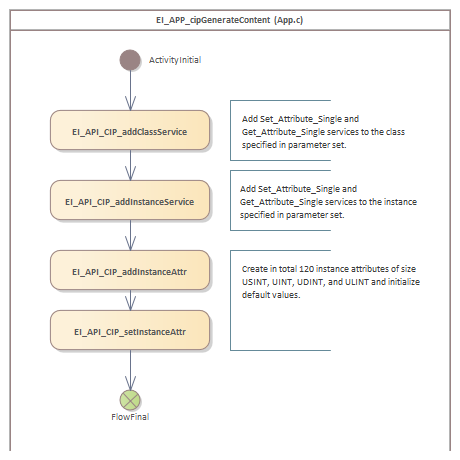 EI_APP_cipGenerateContent (App.c)
ActivityInitial
EI_API_CIP_addClassService
Add Set_Attribute_Single and
Get_Attribute_Single services to the class
specified in parameter set.
EI_API_CIP_addInstanceService
Add Set_Attribute_Single and
Get_Attribute_Single services to the instance
specified in parameter set.
EI_API_CIP_addInstanceAttr
Create in total 120 instance attributes of size
USINT, UINT, UDINT, and ULINT and initialize
default values.
EI_API_CIP_setInstanceAttr
FlowFinal